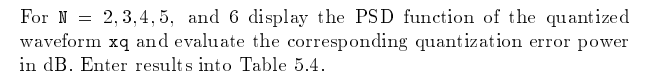 For N = 2,3,4,5, and 6 display the PSD function of the quantized
waveform xq and evaluate the corresponding quantization error power
in dB. Enter results into Table 5.4.